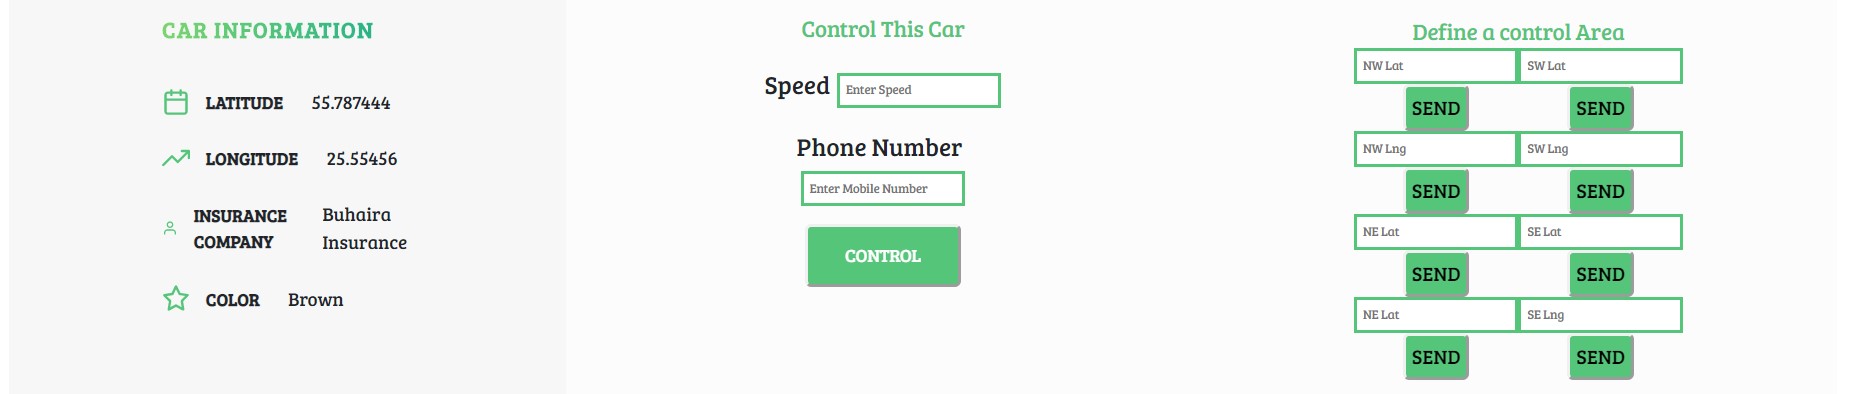 CAR INFORMATION
LATITUDE 55.787444
LONGITUDE 25.55456
INSURANCE COMPANY Buhaira Insurance
COLOR Brown
Control This Car
Speed Enter Speed
Phone Number
Enter Mobile Number
CONTROL
Define a control Area
NW Lat SW Lat
SEND SEND
NW Lng SW Lng
SEND SEND
NE Lat SE Lat
SEND SEND
NE Lat SE Lng
SEND SEND